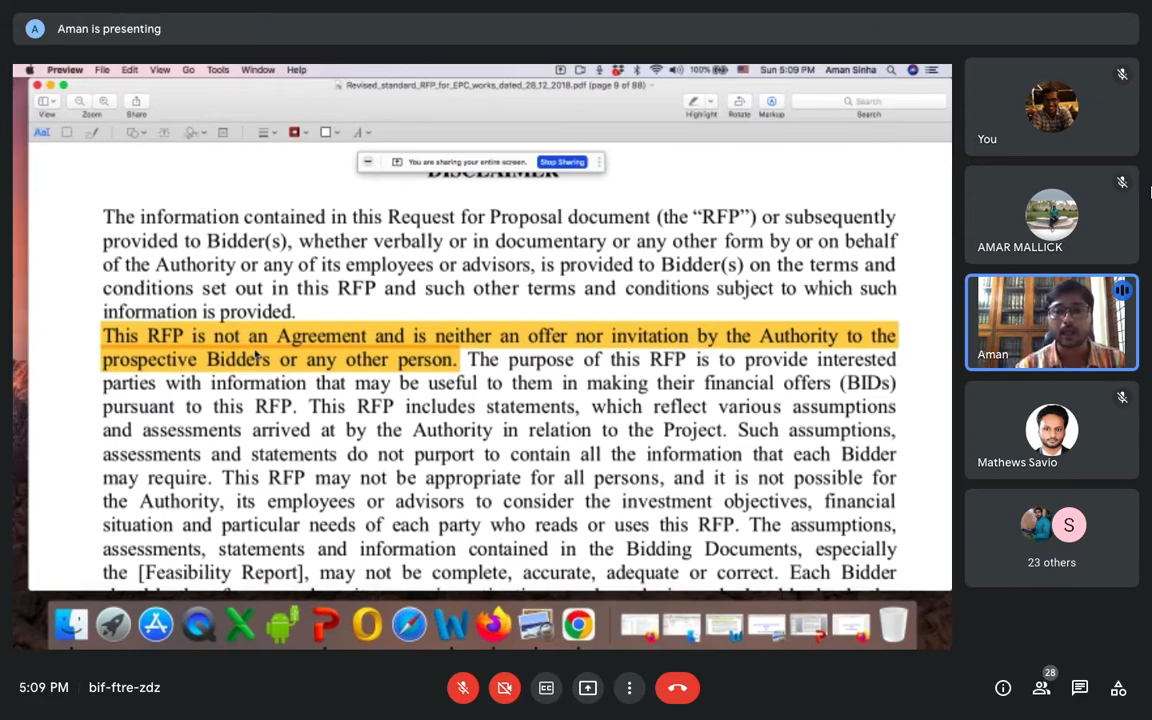 A
Aman is presenting
Preview File Edit View Go Tools Window Help
100%
Sun 5:09 PM Aman Sinha
Revised_standard_RFP_for_EPC_works_dated_28,12,2018.pdf (page 9 of 88)
View Zoom Share
Highlight Rotate Markup Search
Search
You are sharing your entire screen. Stop Sharing
DISCLAIMER
The information contained in this Request for Proposal document (the “RFP”) or subsequently
provided to Bidder(s), whether verbally or in documentary or any other form by or on behalf
of the Authority or any of its employees or advisors, is provided to Bidder(s) on the terms and
conditions set out in this RFP and such other terms and conditions subject to which such
information is provided.
This RFP is not an Agreement and is neither an offer nor invitation by the Authority to the
prospective Bidders or any other person. The purpose of this RFP is to provide interested
parties with information that may be useful to them in making their financial offers (BIDs)
pursuant to this RFP. This RFP includes statements, which reflect various assumptions
and assessments arrived at by the Authority in relation to the Project. Such assumptions,
assessments and statements do not purport to contain all the information that each Bidder
may require. This RFP may not be appropriate for all persons, and it is not possible for
the Authority, its employees or advisors to consider the investment objectives, financial
situation and particular needs of each party who reads or uses this RFP. The assumptions,
assessments, statements and information contained in the Bidding Documents, especially
the [Feasibility Report], may not be complete, accurate, adequate or correct. Each Bidder
You
AMAR MALLICK
Aman
Mathews Savio
S
23 others
5:09 PM bif-ftre-zdz
28